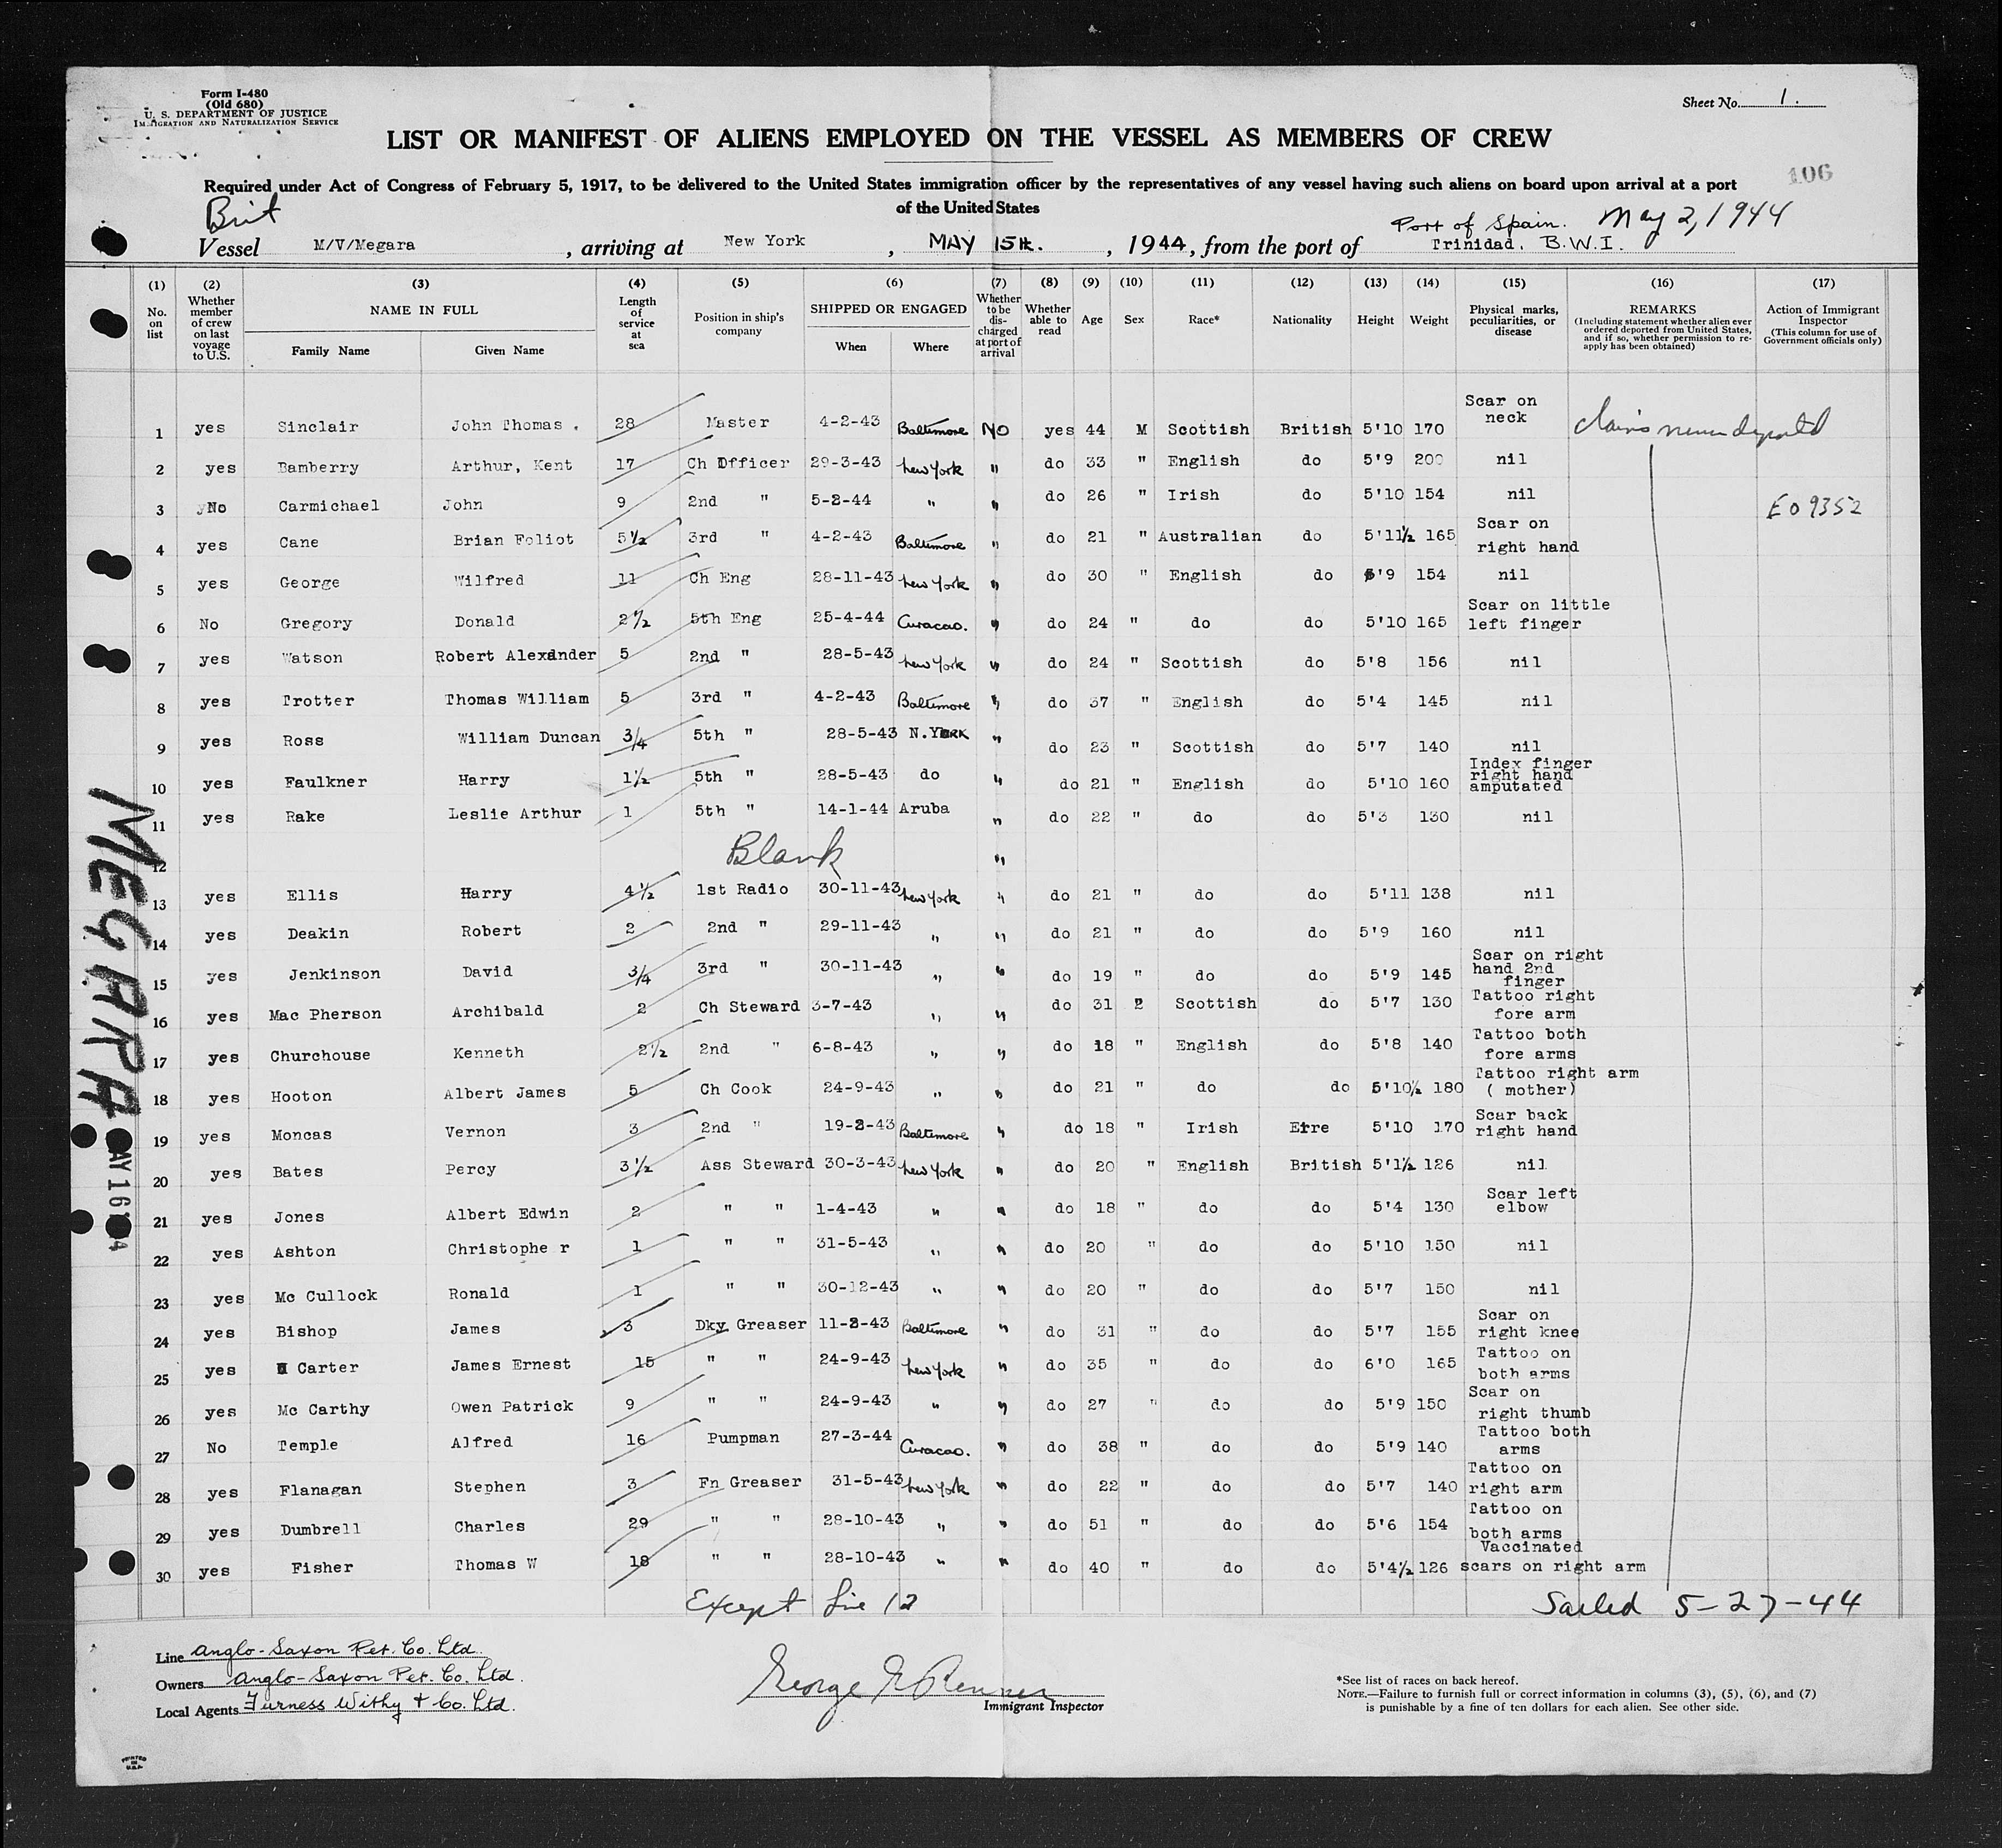 Form I-480
(Old 680)
U. S. DEPARTMENT OF JUSTICE
IMMIGRATION AND NATURALIZATION SERVICE
Sheet No. 1.
LIST OR MANIFEST OF ALIENS EMPLOYED ON THE VESSEL AS MEMBERS OF CREW
106
Required under Act of Congress of February 5, 1917, to be delivered to the United States immigration officer by the representatives of any vessel having such aliens on board upon arrival at a port
of the United States
Brit
Port of Spain. May 2, 1944
Vessel M/V/Megara, arriving at New York, MAY 15th., 1944, from the port of Trinidad. B.W.I.
(1) (2) (3) (4) (5) (6) (7) (8) (9) (10) (11) (12) (13) (14) (15) (16) (17)
No. on list
Whether member of crew on last voyage to U.S.
NAME IN FULL
Family Name
Given Name
Length of service at sea
Position in ship's company
SHIPPED OR ENGAGED
When
Where
Whether to be discharged at port of arrival
Whether able to read
Age
Sex
Race*
Nationality
Height
Weight
Physical marks, peculiarities, or disease
REMARKS
(Including statement whether alien ever ordered deported from United States, and if so, whether permission to reapply has been obtained)
Action of Immigrant Inspector
(This column for use of Government officials only)
1 yes Sinclair John Thomas. 28 Master 4-2-43 Baltimore NO yes 44 M Scottish British 5'10 170 Scar on neck claims never deported
2 yes Bamberry Arthur, Kent 17 Ch Officer 29-3-43 New York " do 33 " English do 5'9 200 nil
3 No Carmichael John 9 2nd " 5-2-44 " " do 26 " Irish do 5'10 154 nil EO 9352
4 yes Cane Brian Foliot 5½ 3rd " 4-2-43 Baltimore " do 21 " Australian do 5'11½ 165 Scar on right hand
5 yes George Wilfred 11 Ch Eng 28-11-43 New York " do 30 " English do 5'9 154 nil
6 No Gregory Donald 2½ 5th Eng 25-4-44 Curacao. " do 24 " do do 5'10 165 Scar on little left finger
7 yes Watson Robert Alexander 5 2nd " 28-5-43 New York " do 24 " Scottish do 5'8 156 nil
8 yes Trotter Thomas William 5 3rd " 4-2-43 Baltimore " do 37 " English do 5'4 145 nil
9 yes Ross William Duncan 3/4 5th " 28-5-43 N.YORK " do 23 " Scottish do 5'7 140 nil
10 yes Faulkner Harry 1½ 5th " 28-5-43 do " do 21 " English do 5'10 160 Index finger right hand amputated
11 yes Rake Leslie Arthur 1 5th " 14-1-44 Aruba " do 22 " do do 5'3 130 nil
12 Blank "
13 yes Ellis Harry 4½ 1st Radio 30-11-43 New York " do 21 " do do 5'11 138 nil
14 yes Deakin Robert 2 2nd " 29-11-43 " " do 21 " do do 5'9 160 nil
15 yes Jenkinson David 3/4 3rd " 30-11-43 " " do 19 " do do 5'9 145 Scar on right hand 2nd finger
16 yes Mac Pherson Archibald 2 Ch Steward 3-7-43 " " do 31 Scottish do 5'7 130 Tattoo right fore arm
17 yes Churchouse Kenneth 2½ 2nd " 6-8-43 " " do 18 " English do 5'8 140 Tattoo both fore arms
18 yes Hooton Albert James 5 Ch Cook 24-9-43 " " do 21 " do do 5'10½ 180 Tattoo right arm ( mother)
19 yes Moncas Vernon 3 2nd " 19-2-43 Baltimore " do 18 " Irish Eire 5'10 170 Scar back right hand
20 yes Bates Percy 3½ Ass Steward 30-3-43 New York " do 20 " English British 5'1½ 126 nil
21 yes Jones Albert Edwin 2 " " 1-4-43 " " do 18 " do do 5'4 130 Scar left elbow
22 yes Ashton Christophe r 1 " " 31-5-43 " " do 20 " do do 5'10 150 nil
23 yes Mc Cullock Ronald 1 " " 30-12-43 " " do 20 " do do 5'7 150 nil
24 yes Bishop James 3 Dky Greaser 11-2-43 Baltimore " do 31 " do do 5'7 155 Scar on right knee
25 yes Carter James Ernest 15 " " 24-9-43 New York " do 35 " do do 6'0 165 Tattoo on both arms
26 yes Mc Carthy Owen Patrick 9 " " 24-9-43 " " do 27 " do do 5'9 150 Scar on right thumb
27 No Temple Alfred 16 Pumpman 27-3-44 Curacao. " do 38 " do do 5'9 140 Tattoo both arms
28 yes Flanagan Stephen 3 Fn Greaser 31-5-43 New York " do 22 " do do 5'7 140 Tattoo on right arm
29 yes Dumbrell Charles 29 " " 28-10-43 " " do 51 " do do 5'6 154 Tattoo on both arms
30 yes Fisher Thomas W 18 " " 28-10-43 " " do 40 " do do 5'4½ 126 Vaccinated scars on right arm
Except line 12
Sailed 5-27-44
MEGARA
Line Anglo-Saxon Pet. Co. Ltd.
Owners Anglo-Saxon Pet. Co. Ltd.
Local Agents Furness Withy & Co. Ltd.
George
Immigrant Inspector
*See list of races on back hereof.
NOTE.—Failure to furnish full or correct information in columns (3), (5), (6), and (7)
is punishable by a fine of ten dollars for each alien. See other side.
PRINTED IN U.S.A.